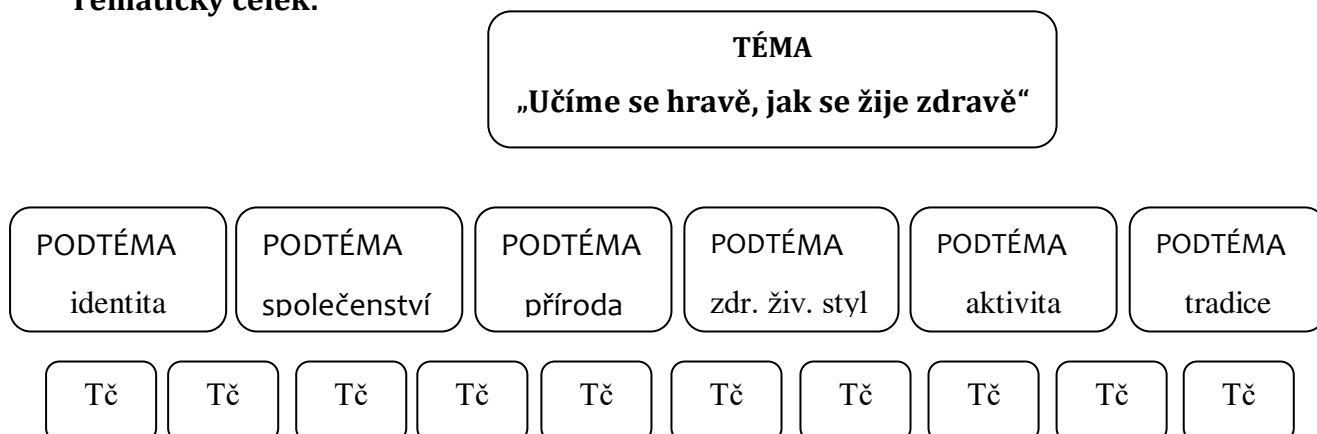 Tematický celek:
TÉMA
„Učíme se hravě, jak se žije zdravě“
PODTÉMA PODTÉMA PODTÉMA PODTÉMA PODTÉMA PODTÉMA
identita společenství příroda zdr. živ. styl aktivita tradice
Tč Tč Tč Tč Tč Tč Tč Tč Tč Tč